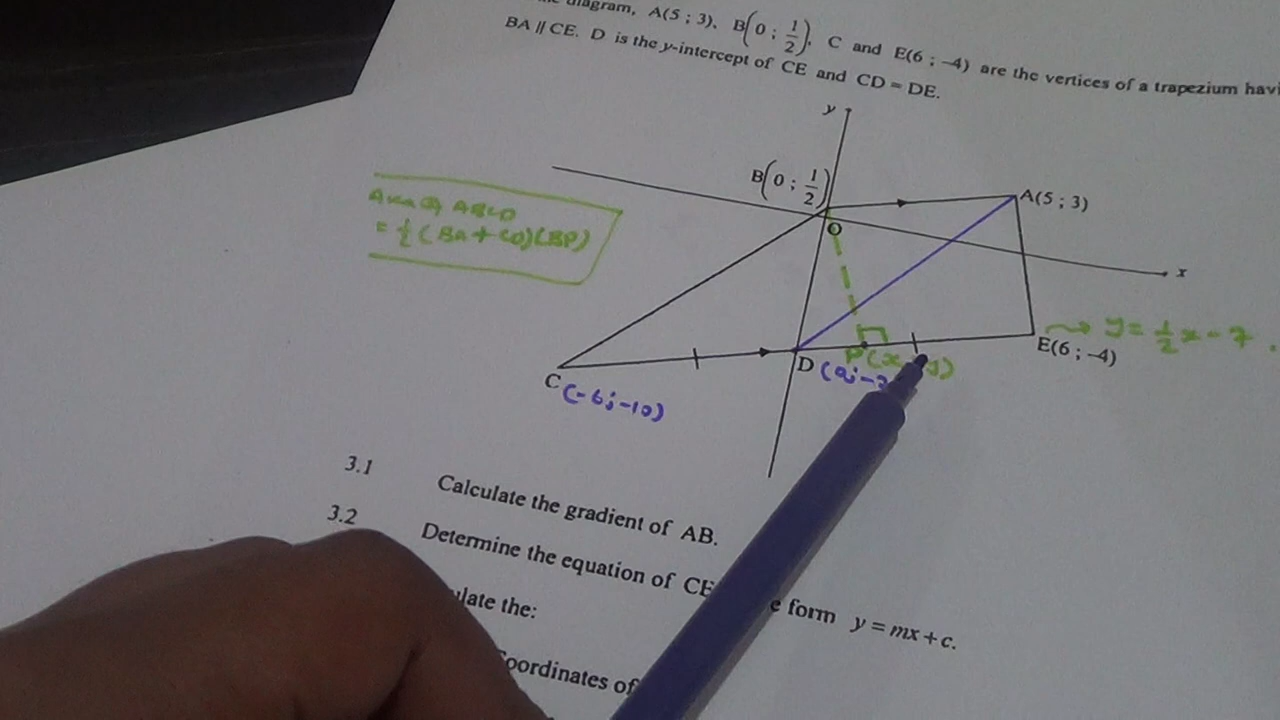 diagram, A(5 ; 3), B(0 ; 1/2), C and E(6 ; –4) are the vertices of a trapezium
BA // CE. D is the y-intercept of CE and CD = DE.
y
B(0 ; 1/2)
A(5 ; 3)
Area of ABCD
= 1/2 (BA + CD)(BP)
O
x
y = 1/2 x - 7
E(6 ; –4)
P(x
D (0;-
C (-6;-10)
3.1 Calculate the gradient of AB.
3.2 Determine the equation of CE form y = mx + c.
the:
oordinates of